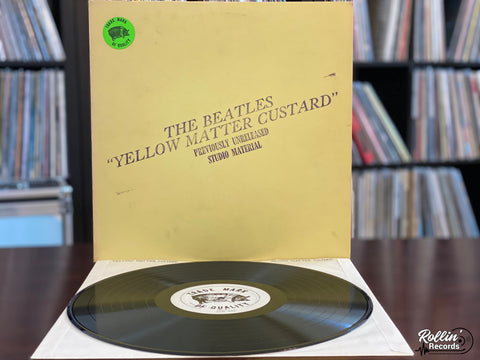 TRADE MARK
OF QUALITY
THE BEATLES
"YELLOW MATTER CUSTARD"
PREVIOUSLY UNRELEASED
STUDIO MATERIAL
TRADE MARK
OF QUALITY
Rollin'
Records